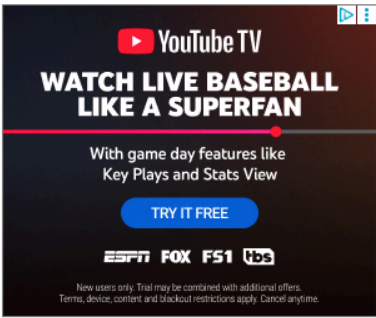 YouTube TV
WATCH LIVE BASEBALL
LIKE A SUPERFAN
With game day features like
Key Plays and Stats View
TRY IT FREE
ESPN FOX FS1 tbs
New users only. Trial may be combined with additional offers.
Terms, device, content and blackout restrictions apply. Cancel anytime.